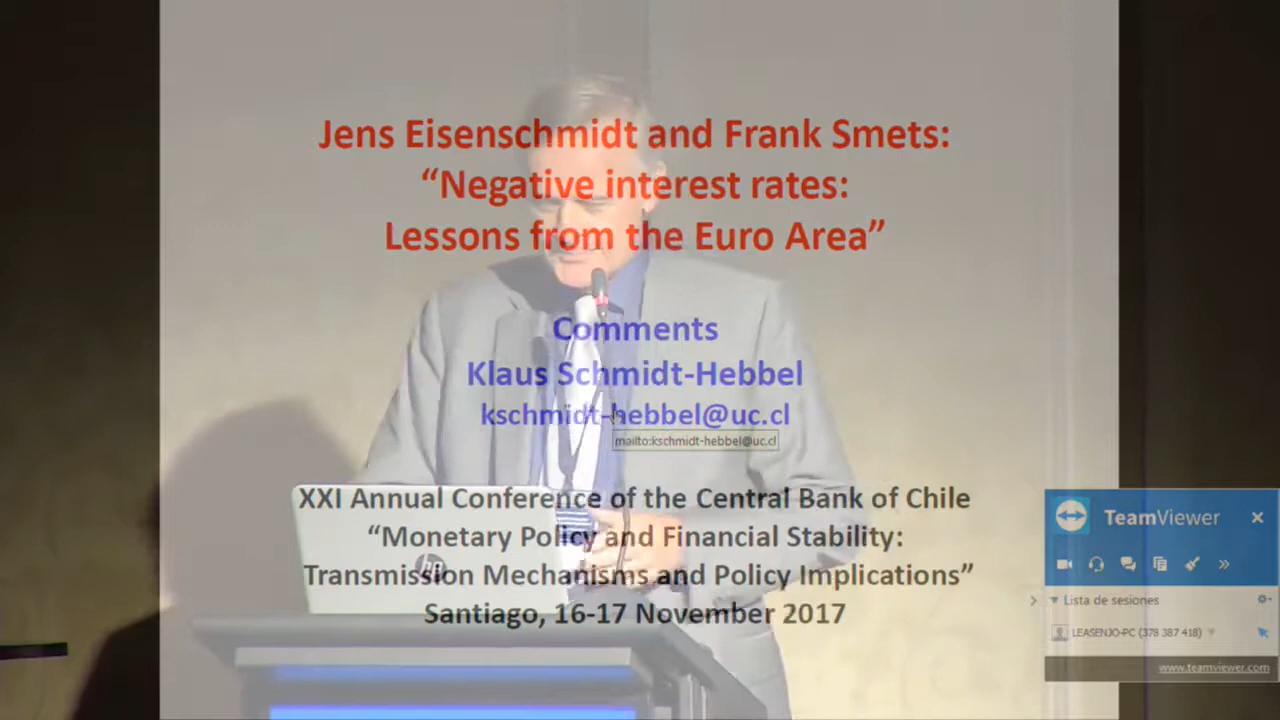 Jens Eisenschmidt and Frank Smets:
“Negative interest rates:
Lessons from the Euro Area”
Comments
Klaus Schmidt-Hebbel
kschmidt-hebbel@uc.cl
mailto:kschmidt-hebbel@uc.cl
XXI Annual Conference of the Central Bank of Chile
“Monetary Policy and Financial Stability:
Transmission Mechanisms and Policy Implications”
Santiago, 16-17 November 2017
hp
TeamViewer
Lista de sesiones
LEASENJO-PC (378 387 418)
www.teamviewer.com